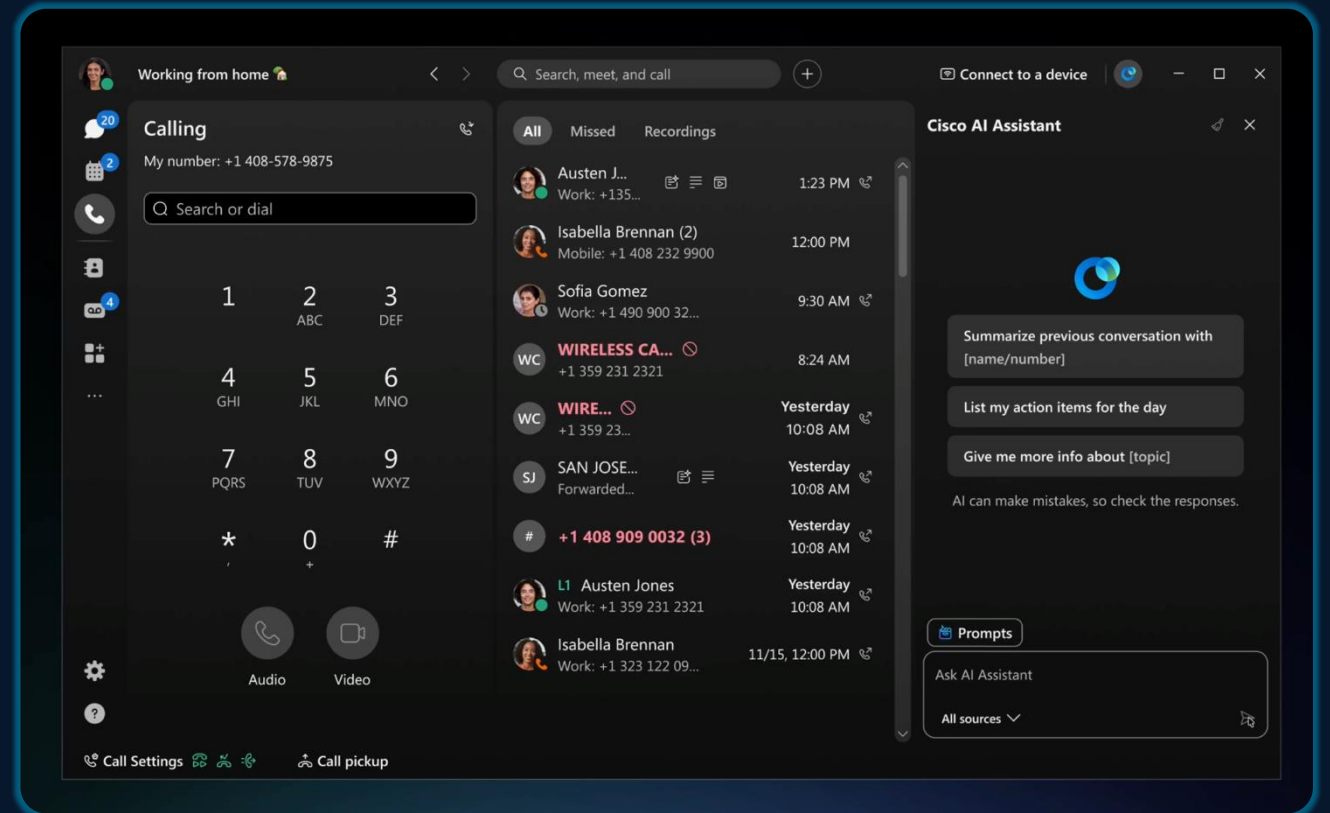 Working from home
Search, meet, and call
Connect to a device
20
2
4
Calling
My number: +1 408-578-9875
Search or dial
1
2
ABC
3
DEF
4
GHI
5
JKL
6
MNO
7
PQRS
8
TUV
9
WXYZ
*
,
0
+
#
Audio
Video
Call Settings
Call pickup
All
Missed
Recordings
Austen J...
Work: +135...
1:23 PM
Isabella Brennan (2)
Mobile: +1 408 232 9900
12:00 PM
Sofia Gomez
Work: +1 490 900 32...
9:30 AM
WC
WIRELESS CA...
+1 359 231 2321
8:24 AM
WC
WIRE...
+1 359 23...
Yesterday
10:08 AM
SJ
SAN JOSE...
Forwarded...
Yesterday
10:08 AM
#
+1 408 909 0032 (3)
Yesterday
10:08 AM
L1 Austen Jones
Work: +1 359 231 2321
Yesterday
10:08 AM
Isabella Brennan
Work: +1 323 122 09...
11/15, 12:00 PM
Cisco AI Assistant
Summarize previous conversation with
[name/number]
List my action items for the day
Give me more info about [topic]
AI can make mistakes, so check the responses.
Prompts
Ask AI Assistant
All sources